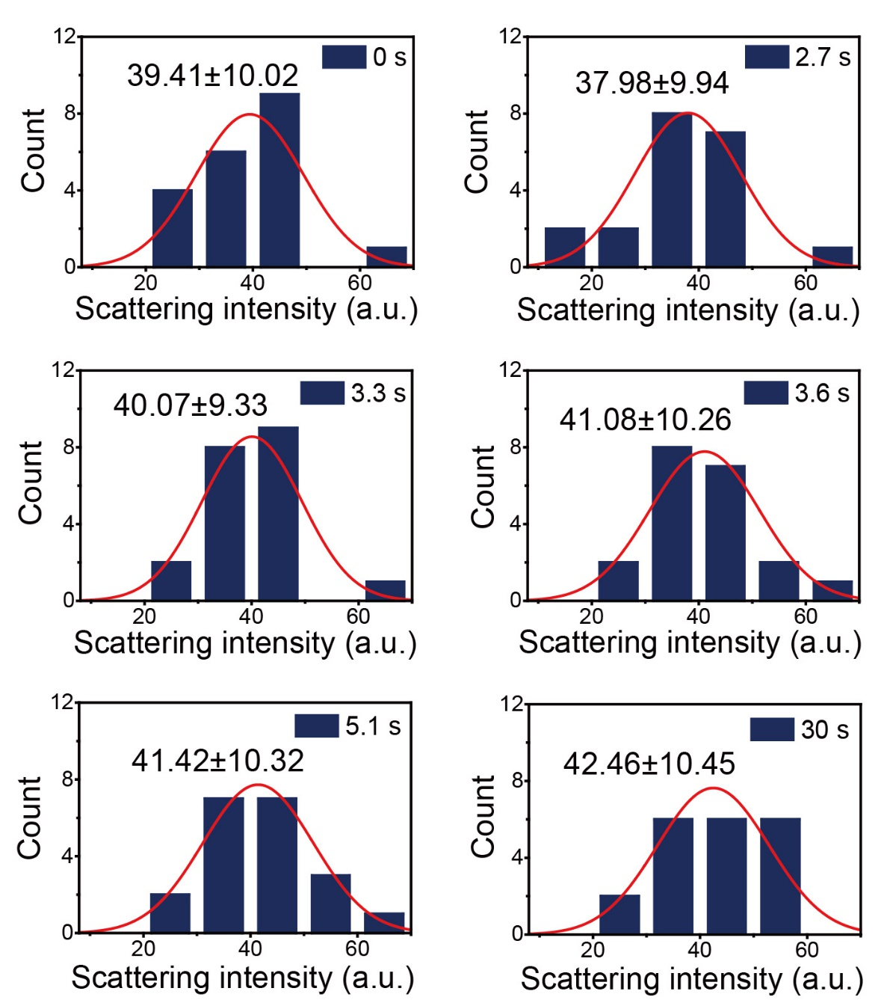 12
0 s
39.41±10.02
8
Count
4
0
20 40 60
Scattering intensity (a.u.)
12
2.7 s
37.98±9.94
8
Count
4
0
20 40 60
Scattering intensity (a.u.)
12
3.3 s
40.07±9.33
8
Count
4
0
20 40 60
Scattering intensity (a.u.)
12
3.6 s
41.08±10.26
8
Count
4
0
20 40 60
Scattering intensity (a.u.)
12
5.1 s
41.42±10.32
8
Count
4
0
20 40 60
Scattering intensity (a.u.)
12
30 s
42.46±10.45
8
Count
4
0
20 40 60
Scattering intensity (a.u.)